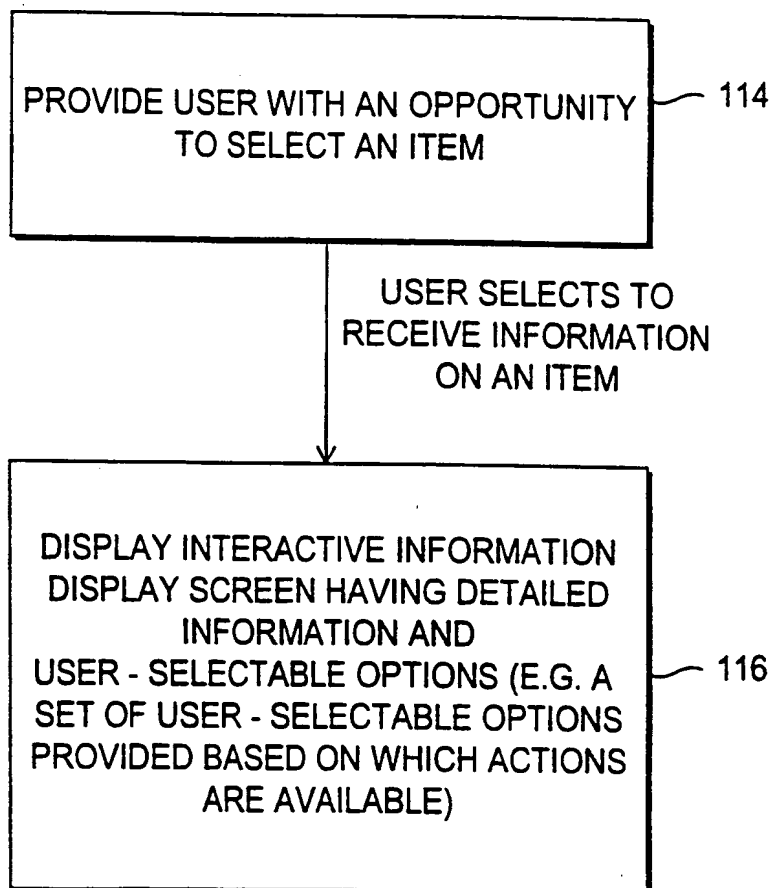 PROVIDE USER WITH AN OPPORTUNITY
TO SELECT AN ITEM
114
USER SELECTS TO
RECEIVE INFORMATION
ON AN ITEM
DISPLAY INTERACTIVE INFORMATION
DISPLAY SCREEN HAVING DETAILED
INFORMATION AND
USER - SELECTABLE OPTIONS (E.G. A
SET OF USER - SELECTABLE OPTIONS
PROVIDED BASED ON WHICH ACTIONS
ARE AVAILABLE)
116